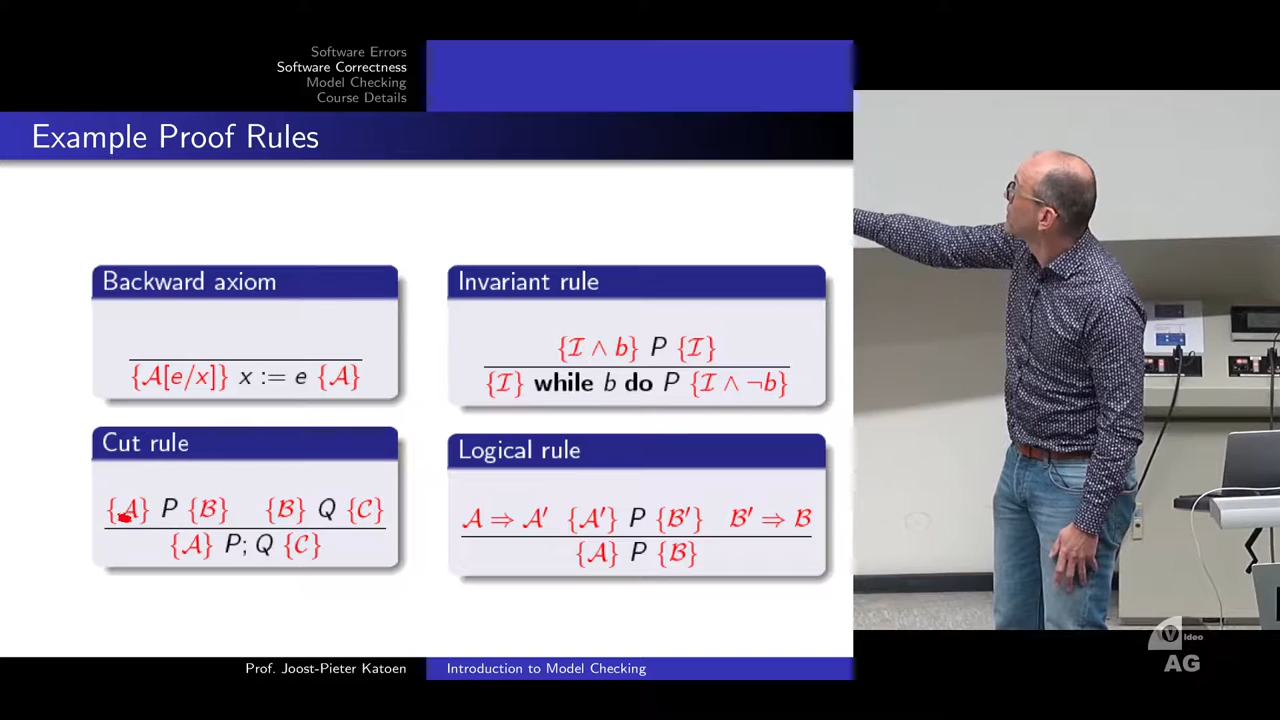 Software Errors
Software Correctness
Model Checking
Course Details
Example Proof Rules
Backward axiom
{A[e/x]} x := e {A}
Invariant rule
{I ∧ b} P {I}
{I} while b do P {I ∧ ¬b}
Cut rule
{A} P {B} {B} Q {C}
{A} P; Q {C}
Logical rule
A ⇒ A′ {A′} P {B′} B′ ⇒ B
{A} P {B}
Prof. Joost-Pieter Katoen
Introduction to Model Checking
Video
AG